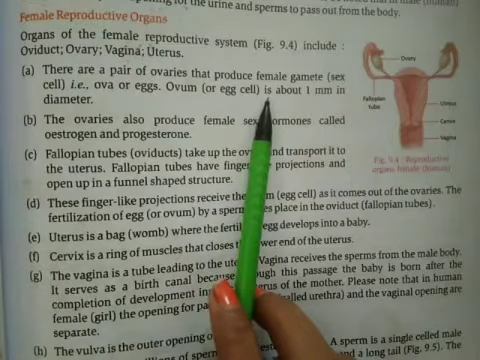 for the urine and sperms to pass out from the body.
Female Reproductive Organs
Organs of the female reproductive system (Fig. 9.4) include :
Oviduct; Ovary; Vagina; Uterus.
(a) There are a pair of ovaries that produce female gamete (sex
cell) i.e., ova or eggs. Ovum (or egg cell) is about 1 mm in
diameter.
(b) The ovaries also produce female sex hormones called
oestrogen and progesterone.
(c) Fallopian tubes (oviducts) take up the and transport it to
the uterus. Fallopian tubes have finger projections and
open up in a funnel shaped structure.
Ovary
Fallopian
tube
Uterus
Cervix
Vagina
Fig. 9.4 : Reproductive
organs-female (human)
(d) These finger-like projections receive the (egg cell) as it comes out of the ovaries. The
fertilization of egg (or ovum) by a sperm place in the oviduct (fallopian tubes).
(e) Uterus is a bag (womb) where the egg develops into a baby.
(f) Cervix is a ring of muscles that closes end of the uterus.
(g) The vagina is a tube leading to the Vagina receives the sperms from the male body.
It serves as a birth canal because this passage the baby is born after the
completion of development in of the mother. Please note that in human
female (girl) the opening for urethra) and the vaginal opening are
separate.
(h) The vulva is the outer opening
of sperm A sperm is a single celled male
and a long tail (Fig. 9.5). The